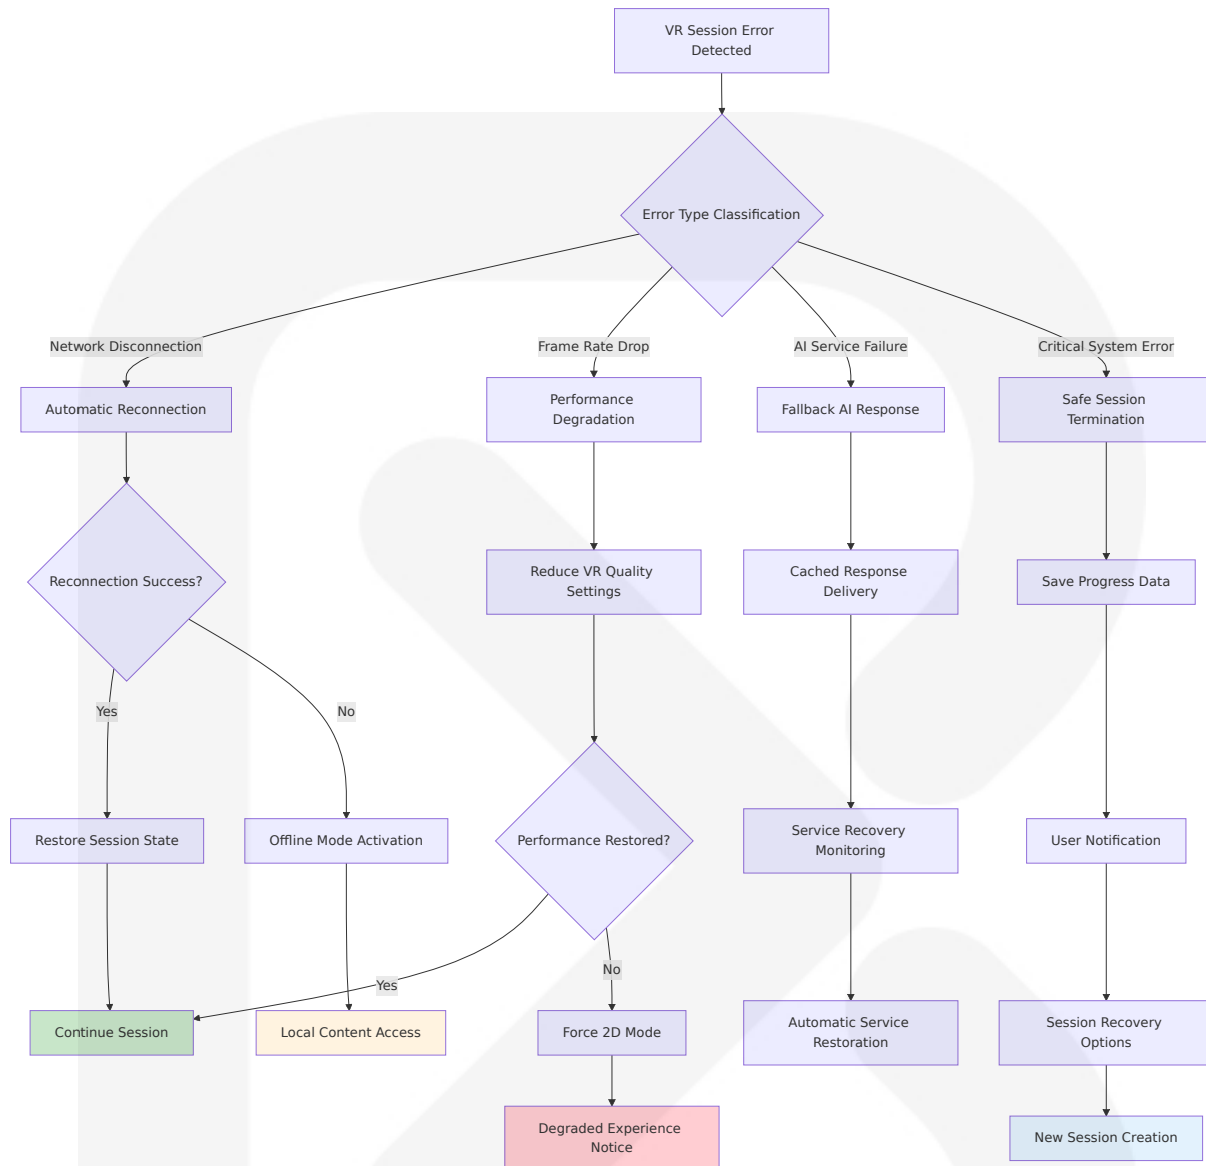 VR Session Error
Detected
Error Type Classification
Network Disconnection
Frame Rate Drop
AI Service Failure
Critical System Error
Automatic Reconnection
Performance
Degradation
Fallback AI Response
Safe Session
Termination
Reconnection Success?
Reduce VR Quality
Settings
Cached Response
Delivery
Save Progress Data
Yes
No
Restore Session State
Offline Mode Activation
Performance Restored?
Service Recovery
Monitoring
User Notification
Yes
No
Continue Session
Local Content Access
Force 2D Mode
Automatic Service
Restoration
Session Recovery
Options
Degraded Experience
Notice
New Session Creation